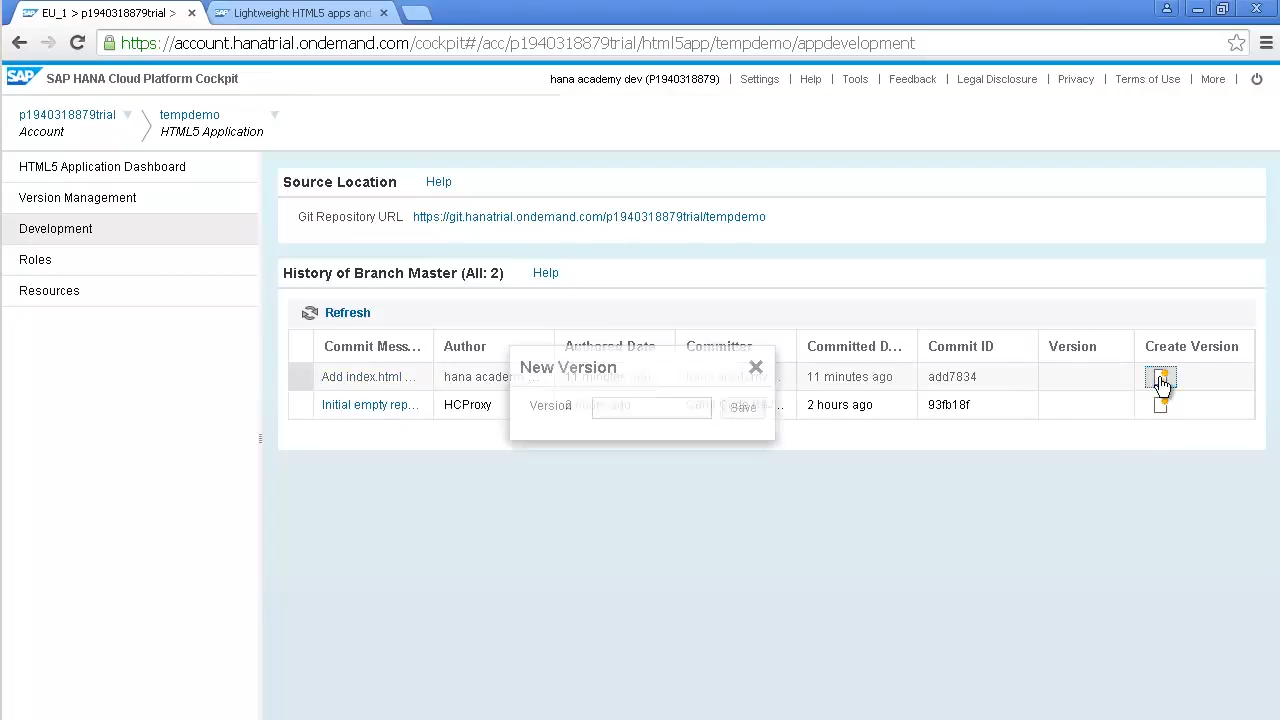 EU_1 > p1940318879trial >
Lightweight HTML5 apps and
https://account.hanatrial.ondemand.com/cockpit#/acc/p1940318879trial/html5app/tempdemo/appdevelopment
SAP SAP HANA Cloud Platform Cockpit
hana academy dev (P1940318879) | Settings | Help | Tools | Feedback | Legal Disclosure | Privacy | Terms of Use | More
p1940318879trial
Account
tempdemo
HTML5 Application
HTML5 Application Dashboard
Version Management
Development
Roles
Resources
Source Location Help
Git Repository URL https://git.hanatrial.ondemand.com/p1940318879trial/tempdemo
History of Branch Master (All: 2) Help
Refresh
Commit Mess... Author Authored Date Committer Committed D... Commit ID Version Create Version
Add index.html ... hana academ... 11 minutes ago 11 minutes ago add7834
Initial empty rep... HCProxy 2 hours ago 93fb18f
New Version
Version Save